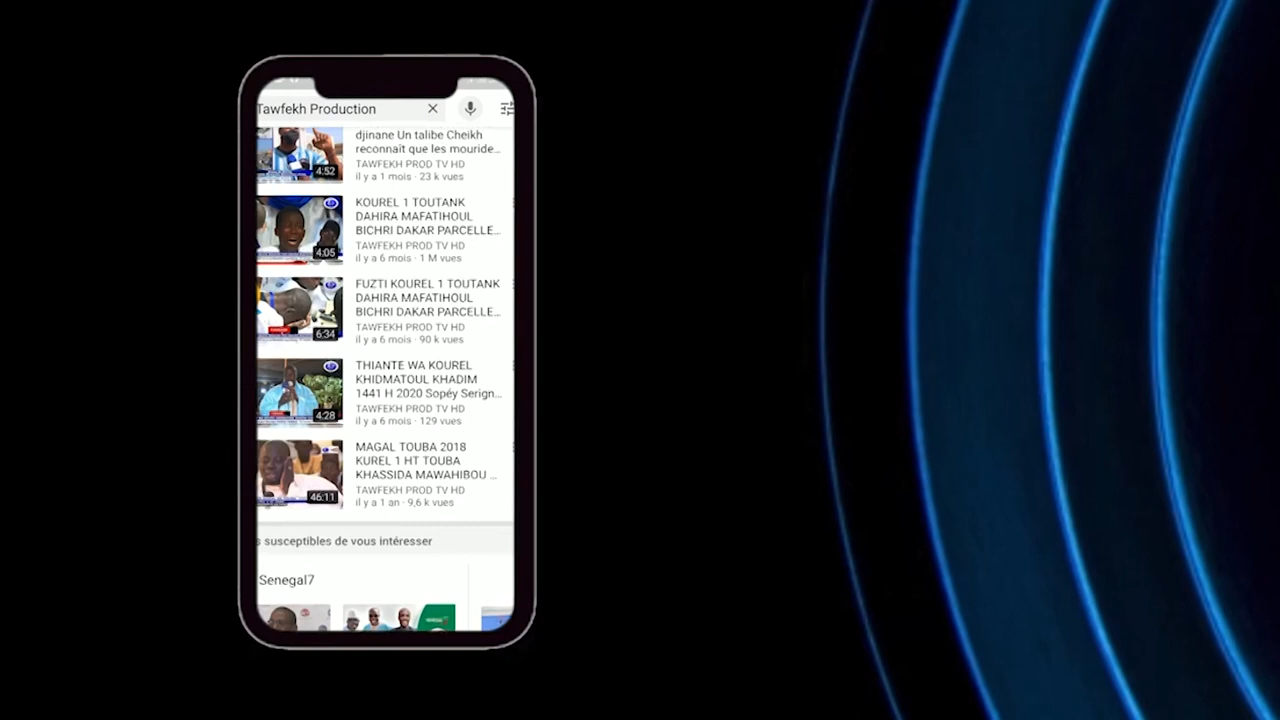 Tawfekh Production
djinane Un talibe Cheikh
reconnait que les mouride...
TAWFEKH PROD TV HD
il y a 1 mois · 23 k vues
4:52
KOUREL 1 TOUTANK
DAHIRA MAFATIHOUL
BICHRI DAKAR PARCELLE...
TAWFEKH PROD TV HD
il y a 6 mois · 1 M vues
4:05
FUZTI KOUREL 1 TOUTANK
DAHIRA MAFATIHOUL
BICHRI DAKAR PARCELLE...
TAWFEKH PROD TV HD
il y a 6 mois · 90 k vues
6:34
THIANTE WA KOUREL
KHIDMATOUL KHADIM
1441 H 2020 Sopéy Serign...
TAWFEKH PROD TV HD
il y a 6 mois · 129 vues
4:28
MAGAL TOUBA 2018
KUREL 1 HT TOUBA
KHASSIDA MAWAHIBOU ...
TAWFEKH PROD TV HD
il y a 1 an · 9,6 k vues
46:11
s susceptibles de vous intéresser
Senegal7